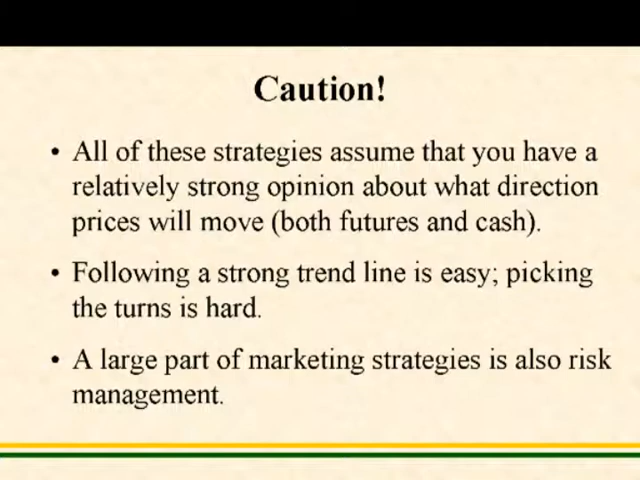 Caution!
• All of these strategies assume that you have a
relatively strong opinion about what direction
prices will move (both futures and cash).
• Following a strong trend line is easy; picking
the turns is hard.
• A large part of marketing strategies is also risk
management.